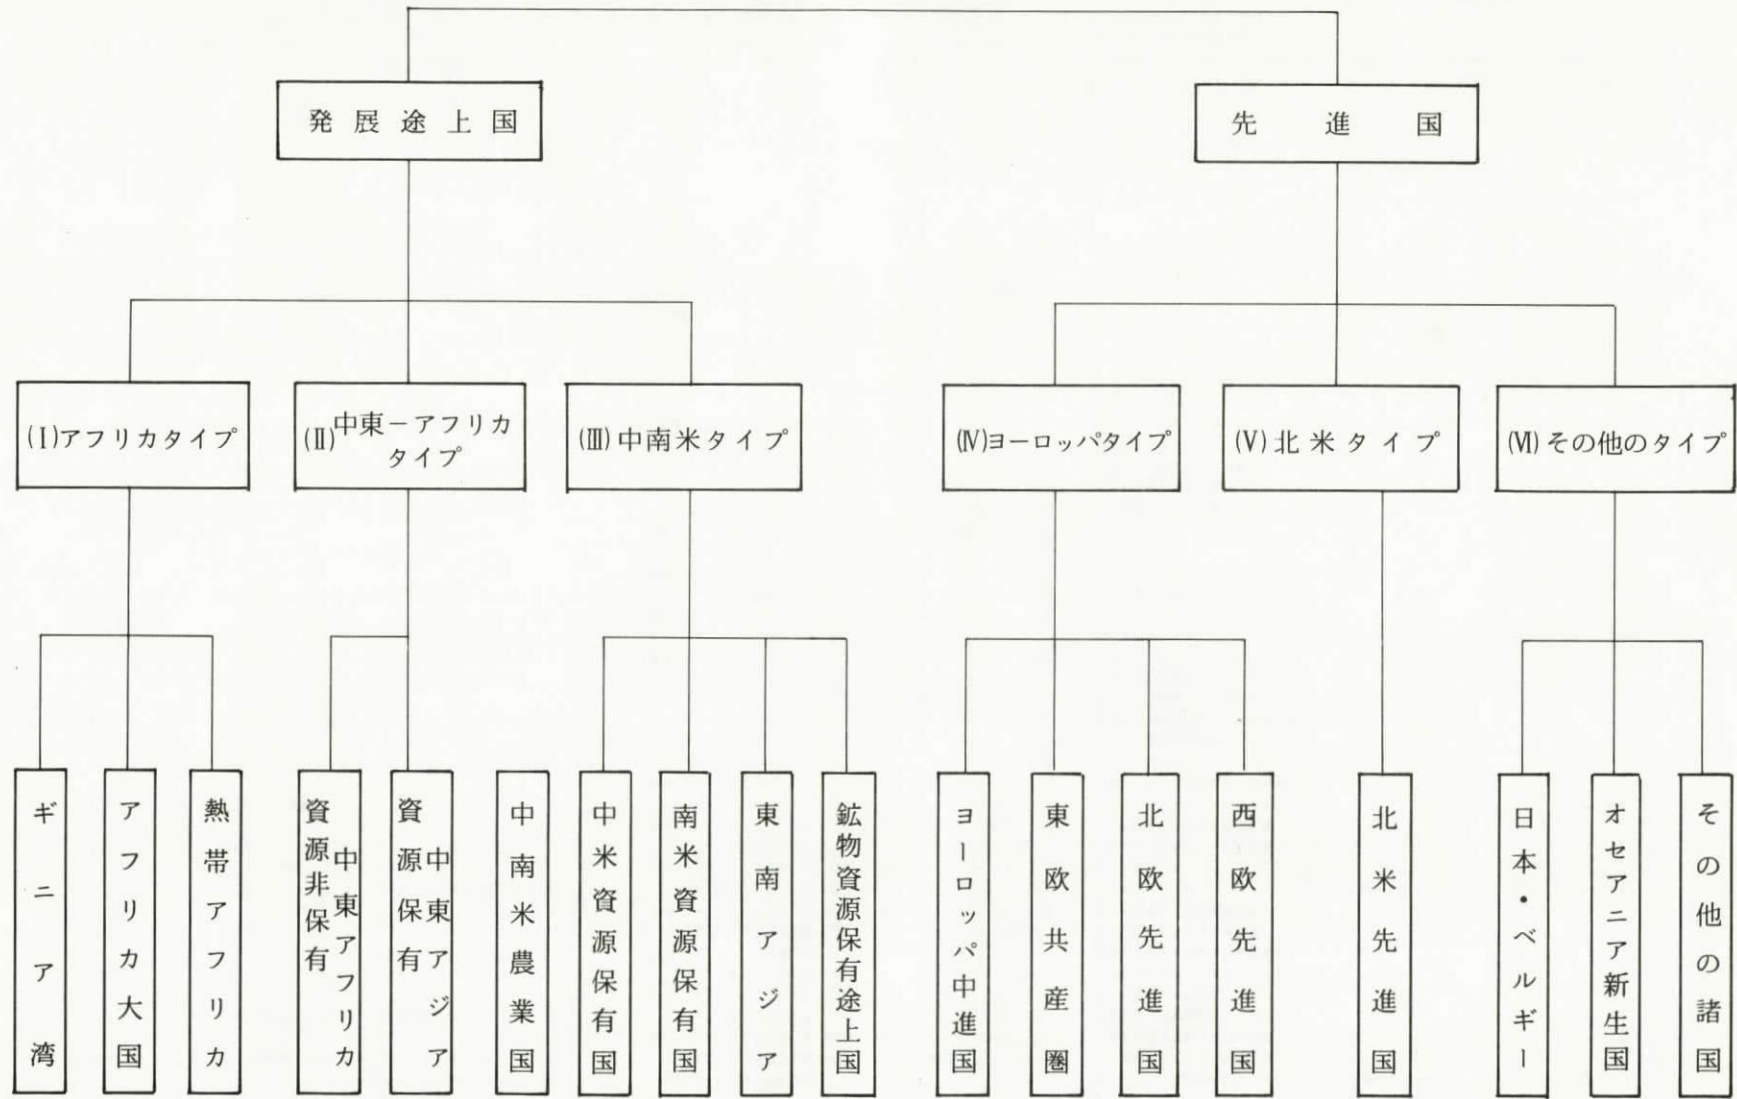 発展途上国
先進国
(Ⅰ)アフリカタイプ
(Ⅱ)中東－アフリカ
タイプ
(Ⅲ)中南米タイプ
(Ⅳ)ヨーロッパタイプ
(Ⅴ)北米タイプ
(Ⅵ)その他のタイプ
ギニア湾
アフリカ大国
熱帯アフリカ
資源非保有
中東アフリカ
資源保有
中東アジア
中南米農業国
中米資源保有国
南米資源保有国
東南アジア
鉱物資源保有途上国
ヨーロッパ中進国
東欧共産圏
北欧先進国
西欧先進国
北米先進国
日本・ベルギー
オセアニア新生国
その他の諸国